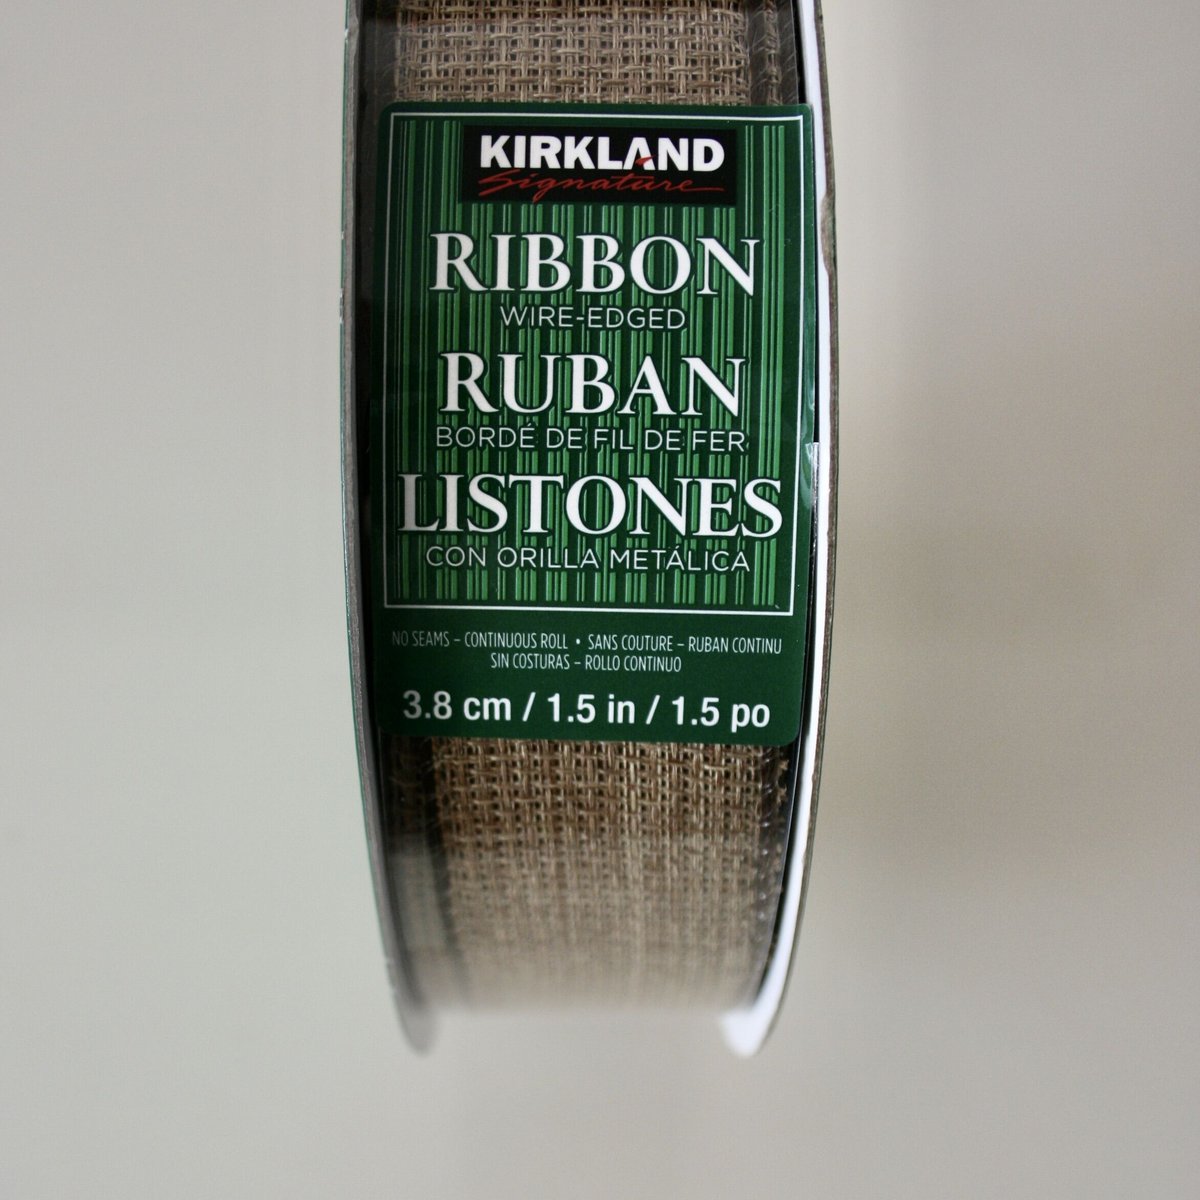 KIRKLAND
Signature
RIBBON
WIRE-EDGED
RUBAN
BORDÉ DE FIL DE FER
LISTONES
CON ORILLA METÁLICA
NO SEAMS – CONTINUOUS ROLL • SANS COUTURE – RUBAN CONTINU
SIN COSTURAS – ROLLO CONTINUO
3.8 cm / 1.5 in / 1.5 po